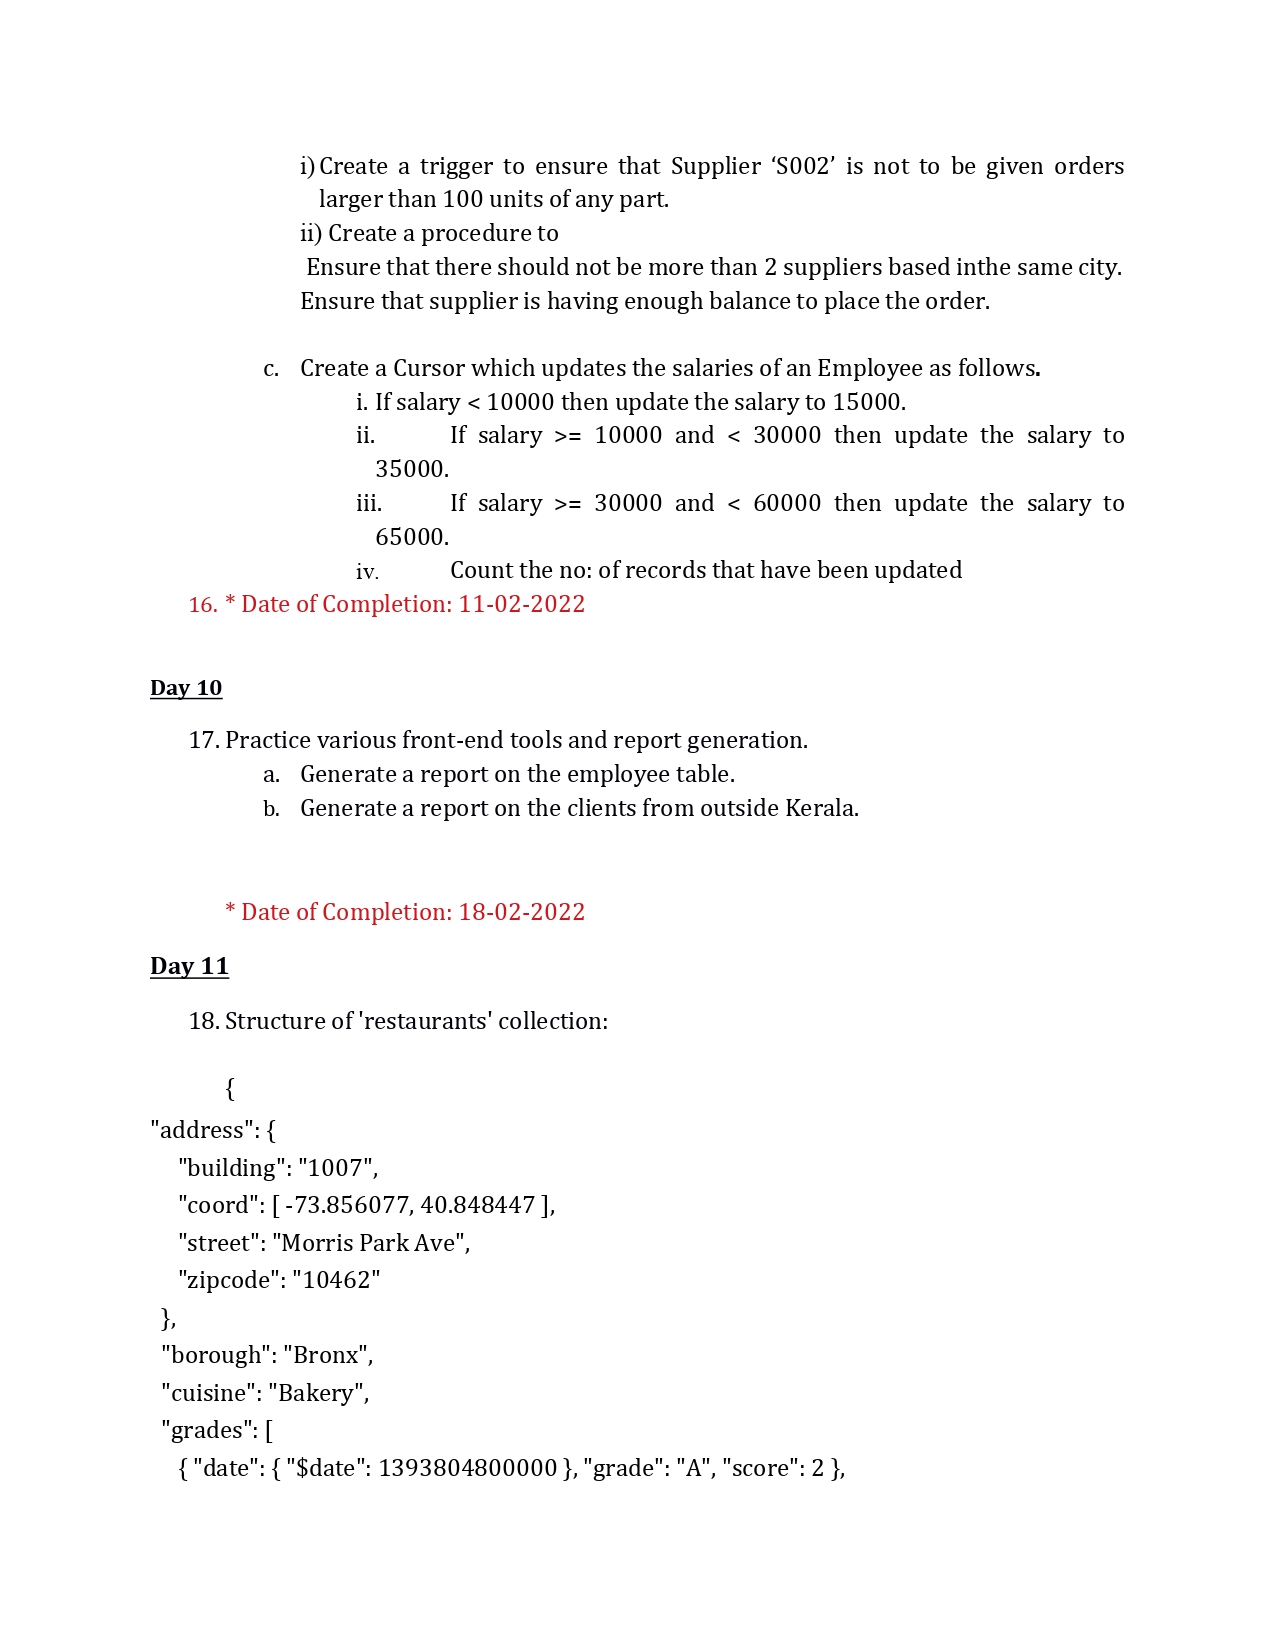 i) Create a trigger to ensure that Supplier ‘S002’ is not to be given orders
larger than 100 units of any part.
ii) Create a procedure to
Ensure that there should not be more than 2 suppliers based inthe same city.
Ensure that supplier is having enough balance to place the order.
c. Create a Cursor which updates the salaries of an Employee as follows.
i. If salary < 10000 then update the salary to 15000.
ii. If salary >= 10000 and < 30000 then update the salary to
35000.
iii. If salary >= 30000 and < 60000 then update the salary to
65000.
iv. Count the no: of records that have been updated
16. * Date of Completion: 11-02-2022
Day 10
17. Practice various front-end tools and report generation.
a. Generate a report on the employee table.
b. Generate a report on the clients from outside Kerala.
* Date of Completion: 18-02-2022
Day 11
18. Structure of 'restaurants' collection:
{
"address": {
"building": "1007",
"coord": [ -73.856077, 40.848447 ],
"street": "Morris Park Ave",
"zipcode": "10462"
},
"borough": "Bronx",
"cuisine": "Bakery",
"grades": [
{ "date": { "$date": 1393804800000 }, "grade": "A", "score": 2 },